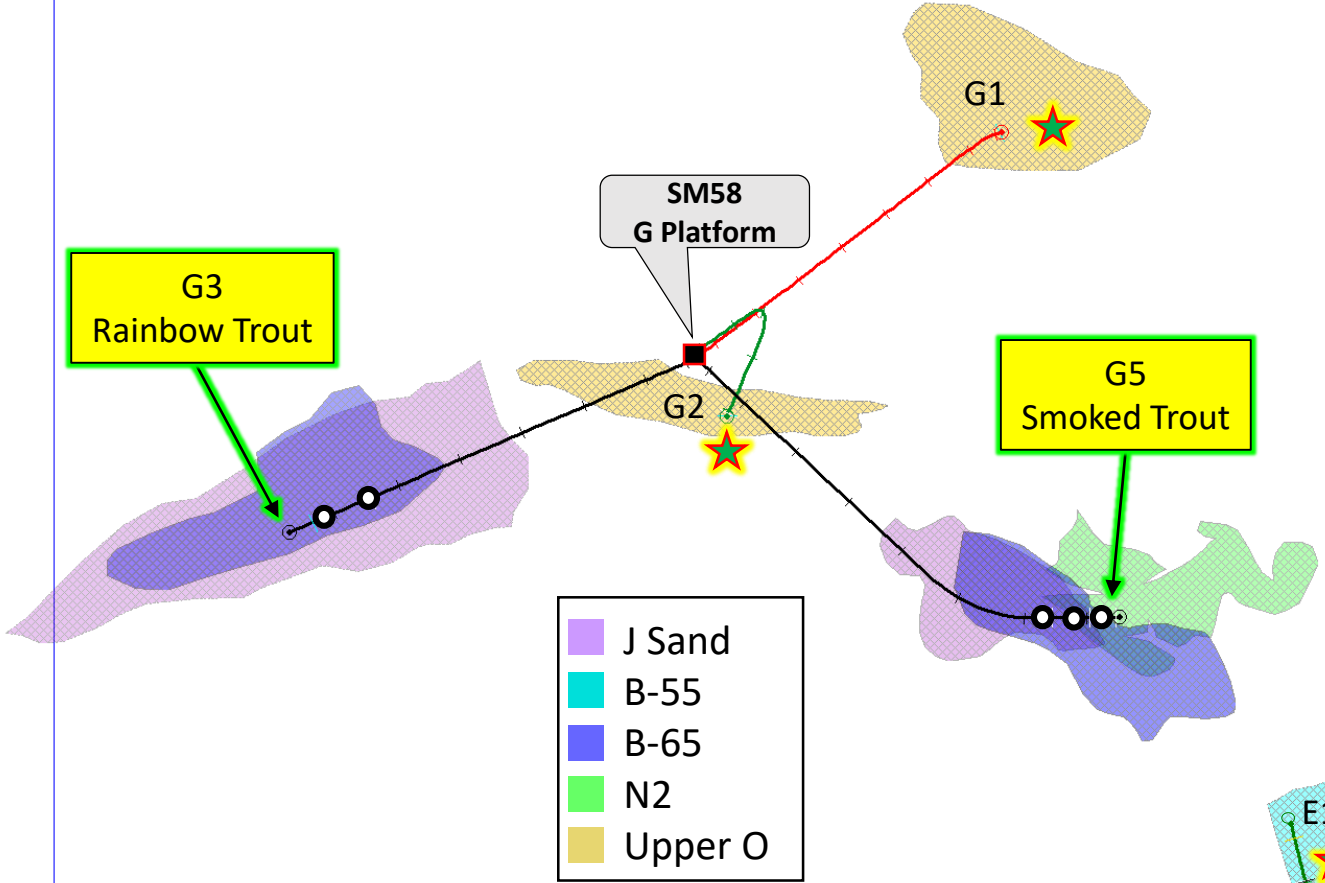 G1
SM58
G Platform
G3
Rainbow Trout
G2
G5
Smoked Trout
J Sand
B-55
B-65
N2
Upper O